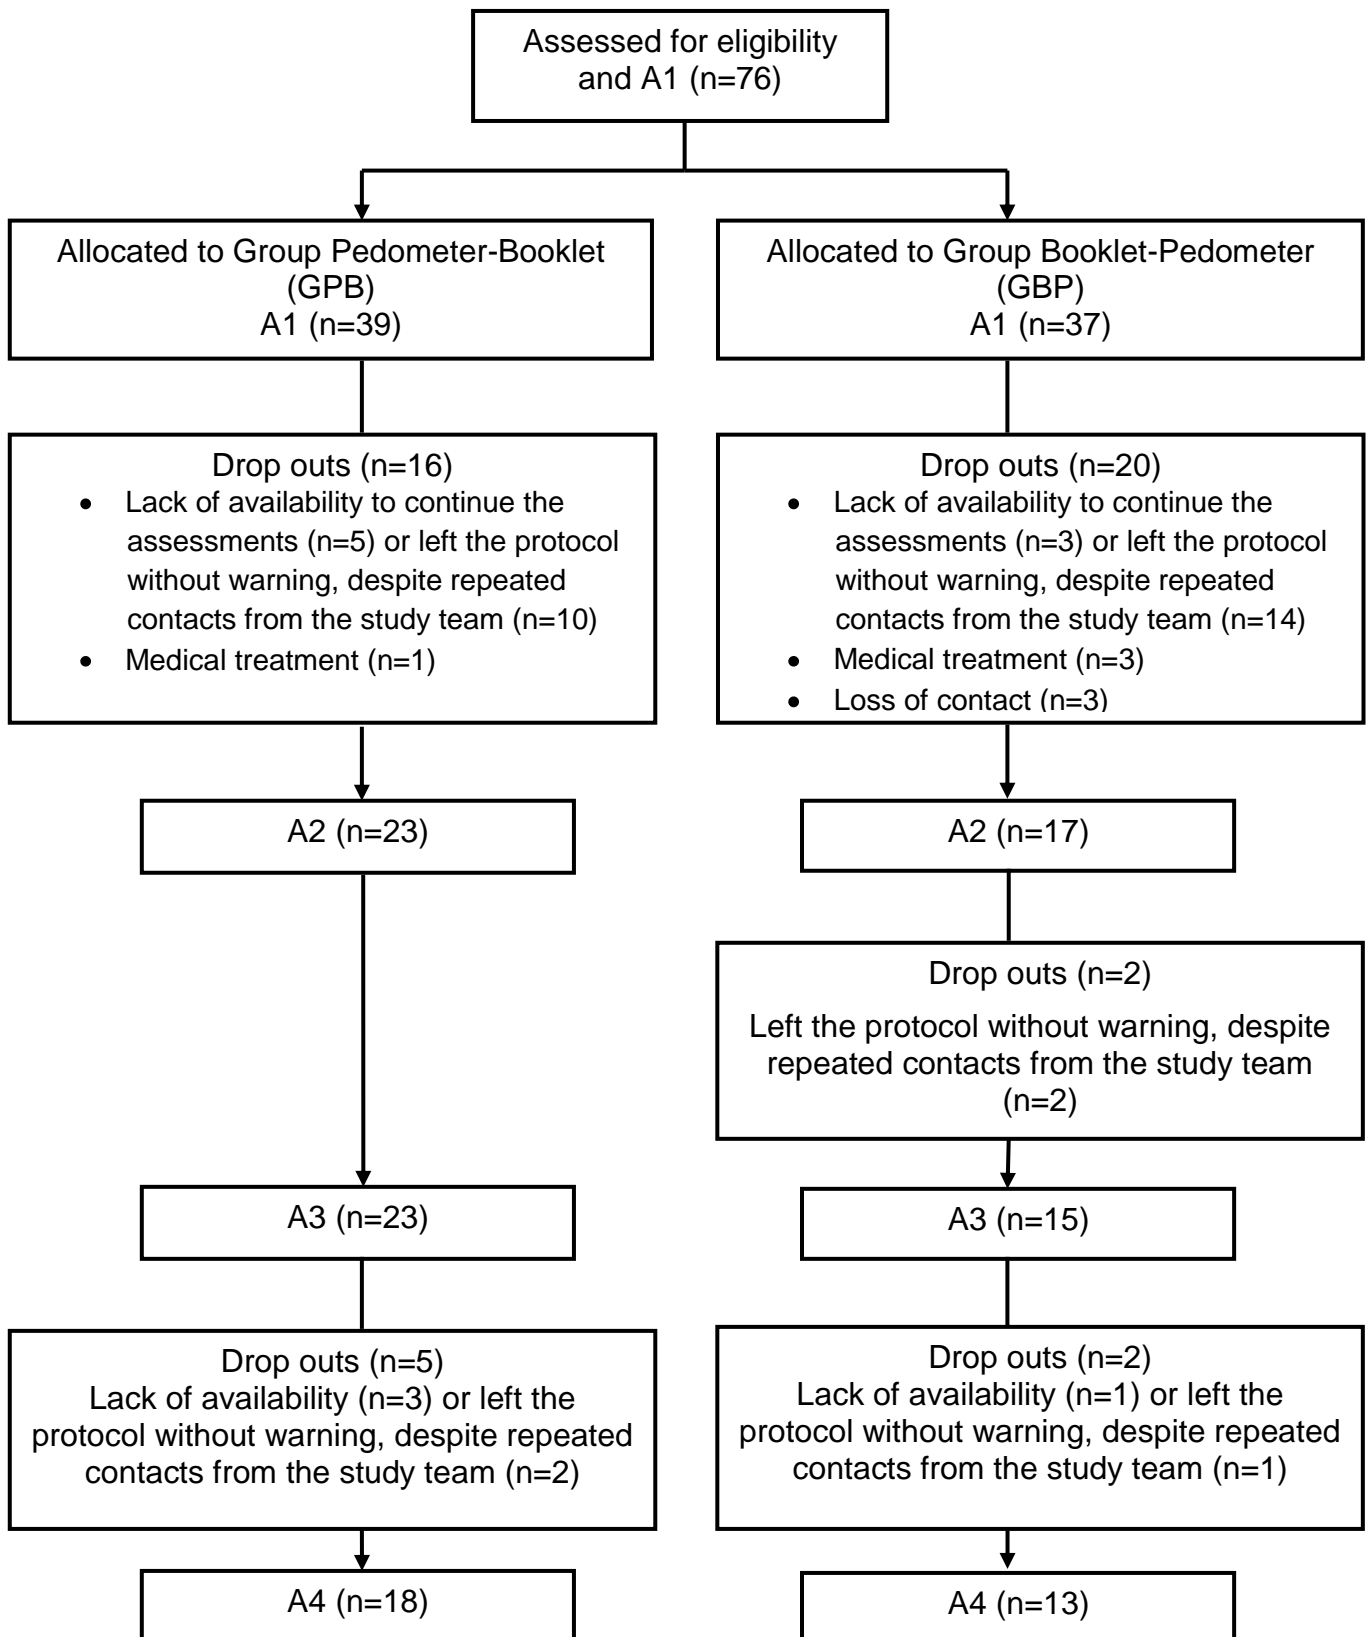 Assessed for eligibility
and A1 (n=76)
Allocated to Group Pedometer-Booklet
(GPB)
A1 (n=39)
Allocated to Group Booklet-Pedometer
(GBP)
A1 (n=37)
Drop outs (n=16)
• Lack of availability to continue the
assessments (n=5) or left the protocol
without warning, despite repeated
contacts from the study team (n=10)
• Medical treatment (n=1)
Drop outs (n=20)
• Lack of availability to continue the
assessments (n=3) or left the protocol
without warning, despite repeated
contacts from the study team (n=14)
• Medical treatment (n=3)
• Loss of contact (n=3)
A2 (n=23)
A2 (n=17)
Drop outs (n=2)
Left the protocol without warning, despite
repeated contacts from the study team
(n=2)
A3 (n=23)
A3 (n=15)
Drop outs (n=5)
Lack of availability (n=3) or left the
protocol without warning, despite repeated
contacts from the study team (n=2)
Drop outs (n=2)
Lack of availability (n=1) or left the
protocol without warning, despite repeated
contacts from the study team (n=1)
A4 (n=18)
A4 (n=13)